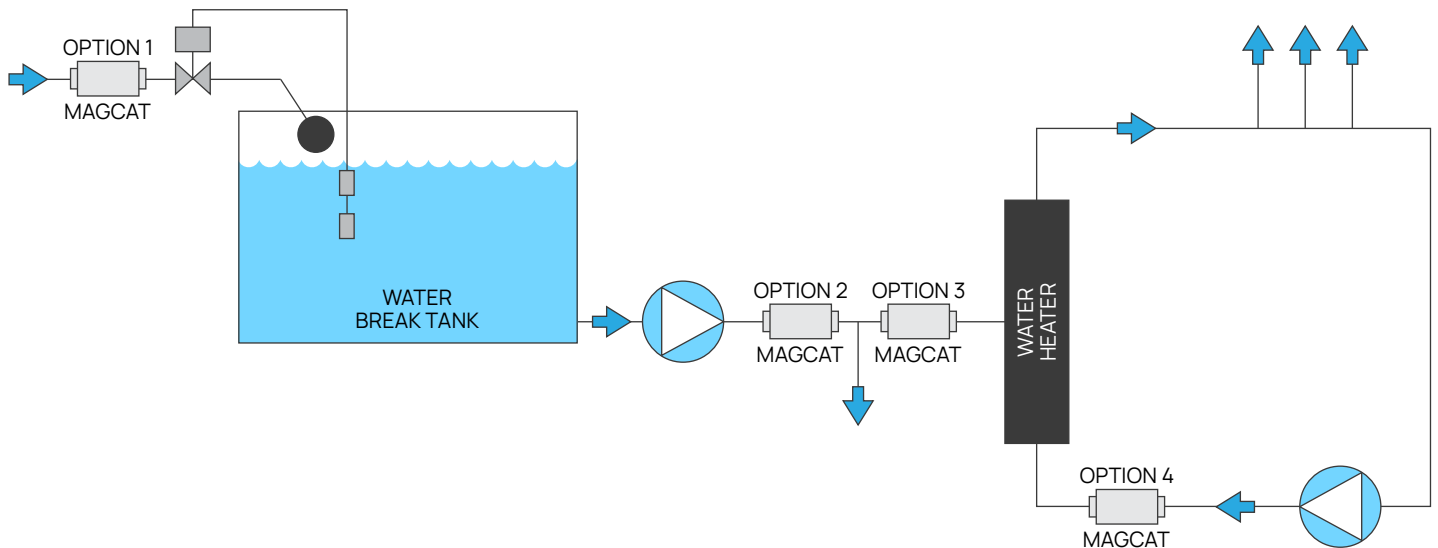 OPTION 1
MAGCAT
WATER
BREAK TANK
OPTION 2
MAGCAT
OPTION 3
MAGCAT
WATER
HEATER
OPTION 4
MAGCAT